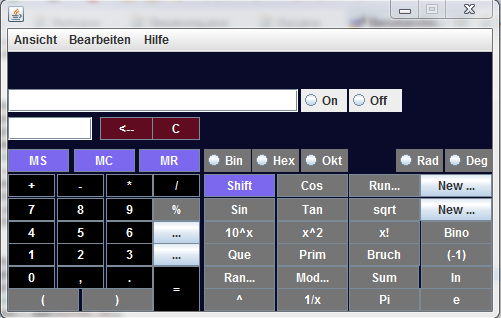 Ansicht Bearbeiten Hilfe
On Off
<-- C
MS MC MR Bin Hex Okt Rad Deg
+ - * / Shift Cos Run... New ...
7 8 9 % Sin Tan sqrt New ...
4 5 6 ... 10^x x^2 x! Bino
1 2 3 ... Que Prim Bruch (-1)
0 , . = Ran... Mod... Sum ln
( ) ^ 1/x Pi e